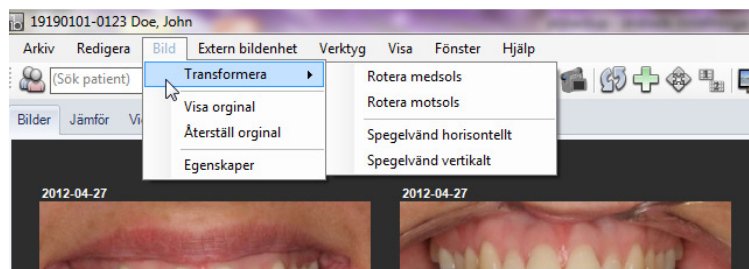 19190101-0123 Doe, John
Arkiv Redigera Bild Extern bildenhet Verktyg Visa Fönster Hjälp
(Sök patient)
Transformera
Rotera medsols
Rotera motsols
Visa orginal
Återställ orginal
Spegelvänd horisontellt
Egenskaper
Spegelvänd vertikalt
Bilder Jämför
2012-04-27 2012-04-27